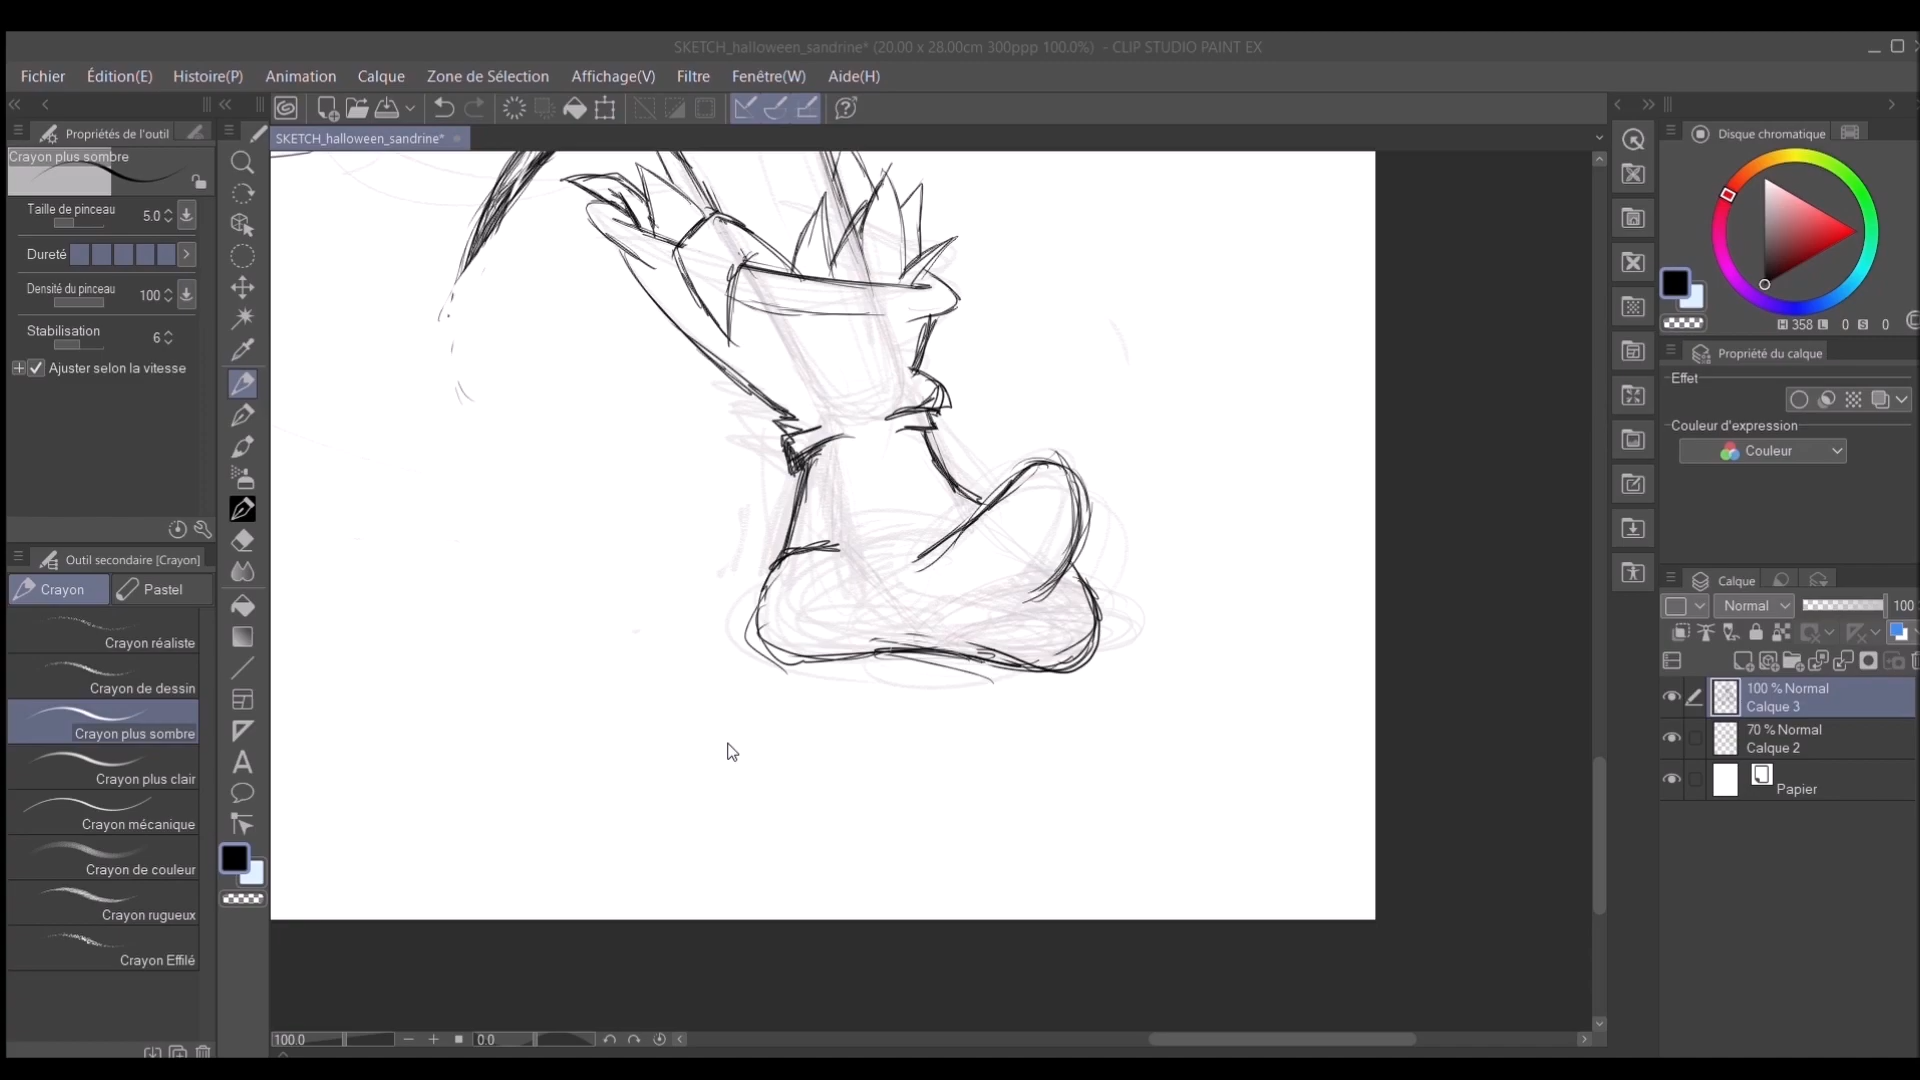 SKETCH_halloween_sandrine* (20.00 x 28.00cm 300ppp 100.0%) - CLIP STUDIO PAINT EX
Fichier Édition(E) Histoire(P) Animation Calque Zone de Sélection Affichage(V) Filtre Fenêtre(W) Aide(H)
Propriétés de l'outil
SKETCH_halloween_sandrine*
Crayon plus sombre
Taille de pinceau 5.0
Dureté
Densité du pinceau 100
Stabilisation 6
Ajuster selon la vitesse
Outil secondaire [Crayon]
Crayon Pastel
Crayon réaliste
Crayon de dessin
Crayon plus sombre
Crayon plus clair
Crayon mécanique
Crayon de couleur
Crayon rugueux
Crayon Effilé
100.0 0.0
Disque chromatique
H 358 L 0 S 0
Propriété du calque
Effet
Couleur d'expression
Couleur
Calque
Normal 100
100 % Normal
Calque 3
70 % Normal
Calque 2
Papier